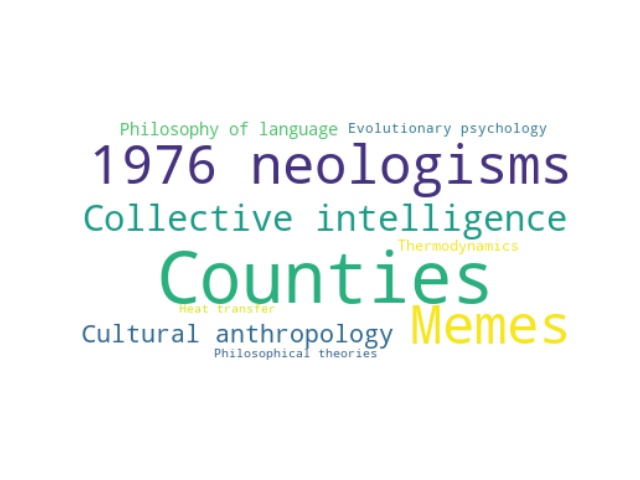 Philosophy of language Evolutionary psychology
1976 neologisms
Collective intelligence
Thermodynamics
Counties
Heat transfer
Memes
Cultural anthropology
Philosophical theories